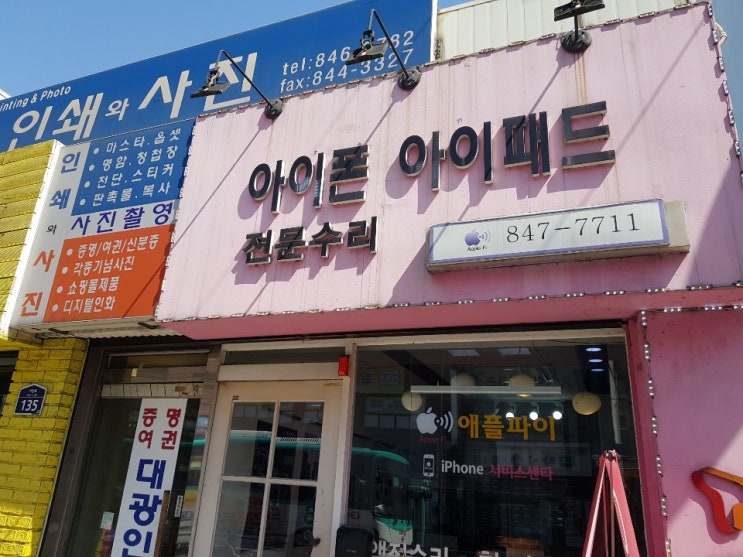 inting & Photo
인쇄와 사진
tel:846-
fax:844-3327
인쇄와 사진
• 마스타.옵셋
• 명함.청첩장
• 전단.스티커
• 판촉물.복사
사진촬영
• 증명/여권/신분증
• 각종기념사진
• 쇼핑몰제품
• 디지털인화
아이폰 아이패드
전문수리
Apple-Fi
847-7711
135
증명
여권
대광인
Apple-Fi
애플파이
iPhone 서비스센타